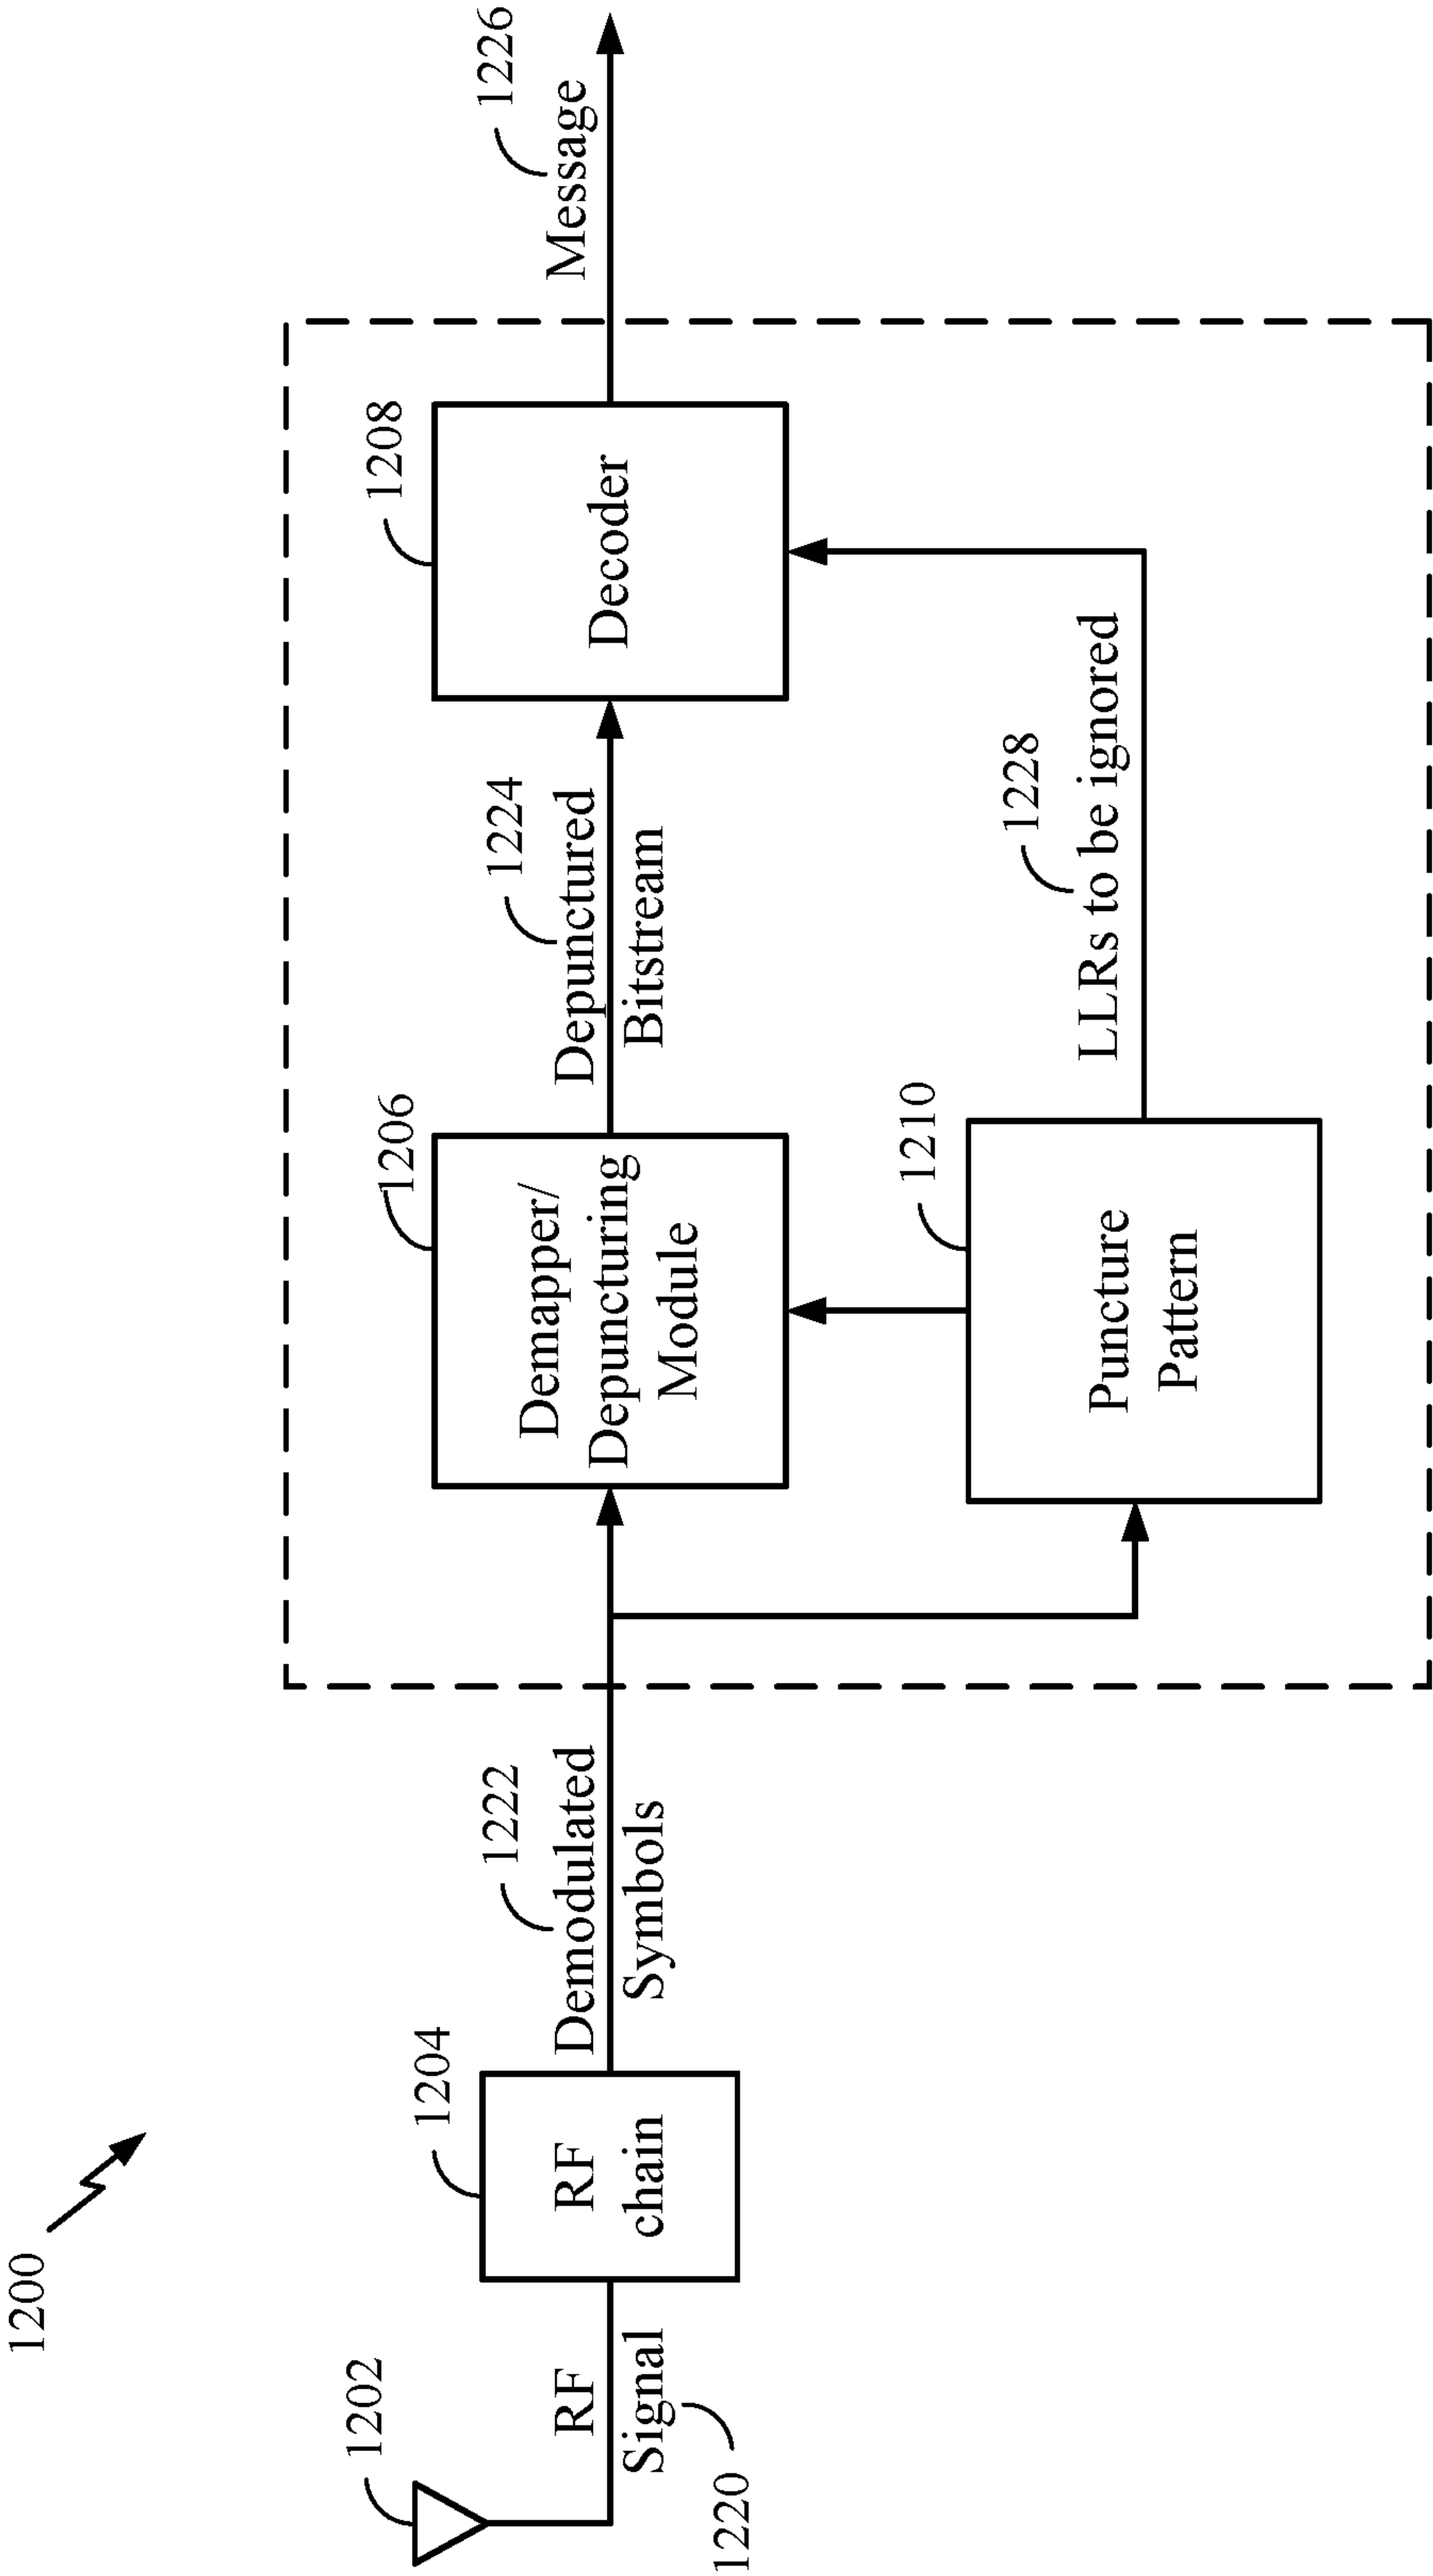 1200
1202
RF
Signal
1220
1204
RF
chain
1222
Demodulated
Symbols
1206
Demapper/
Depuncturing
Module
1224
Depunctured
Bitstream
1208
Decoder
1226
Message
1210
Puncture
Pattern
1228
LLRs to be ignored